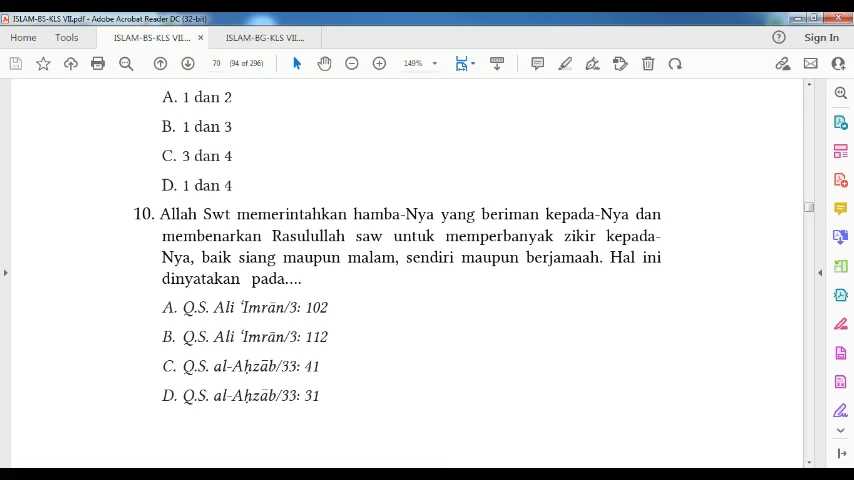 ISLAM-BS-KLS VII.pdf - Adobe Acrobat Reader DC (32-bit)
Home Tools ISLAM-BS-KLS VII.... × ISLAM-BG-KLS VII.... Sign In
70 (94 of 296) 149%
A. 1 dan 2
B. 1 dan 3
C. 3 dan 4
D. 1 dan 4
10. Allah Swt memerintahkan hamba-Nya yang beriman kepada-Nya dan
membenarkan Rasulullah saw untuk memperbanyak zikir kepada-
Nya, baik siang maupun malam, sendiri maupun berjamaah. Hal ini
dinyatakan pada....
A. Q.S. Ali ‘Imrān/3: 102
B. Q.S. Ali ‘Imrān/3: 112
C. Q.S. al-Aḥzāb/33: 41
D. Q.S. al-Aḥzāb/33: 31